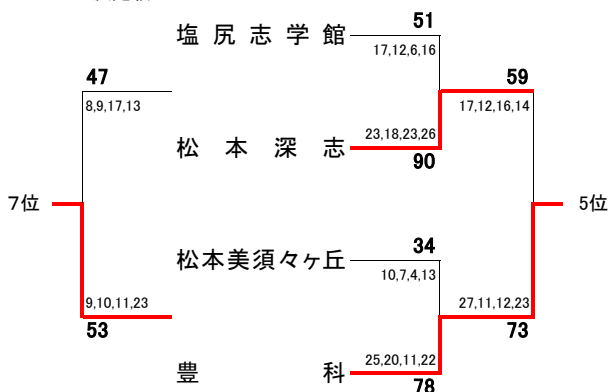 塩尻志学館
51
17,12,6,16
47
8,9,17,13
59
17,12,16,14
松本深志
23,18,23,26
90
7位
5位
松本美須々ヶ丘
34
10,7,4,13
9,10,11,23
53
27,11,12,23
73
豊科
25,20,11,22
78